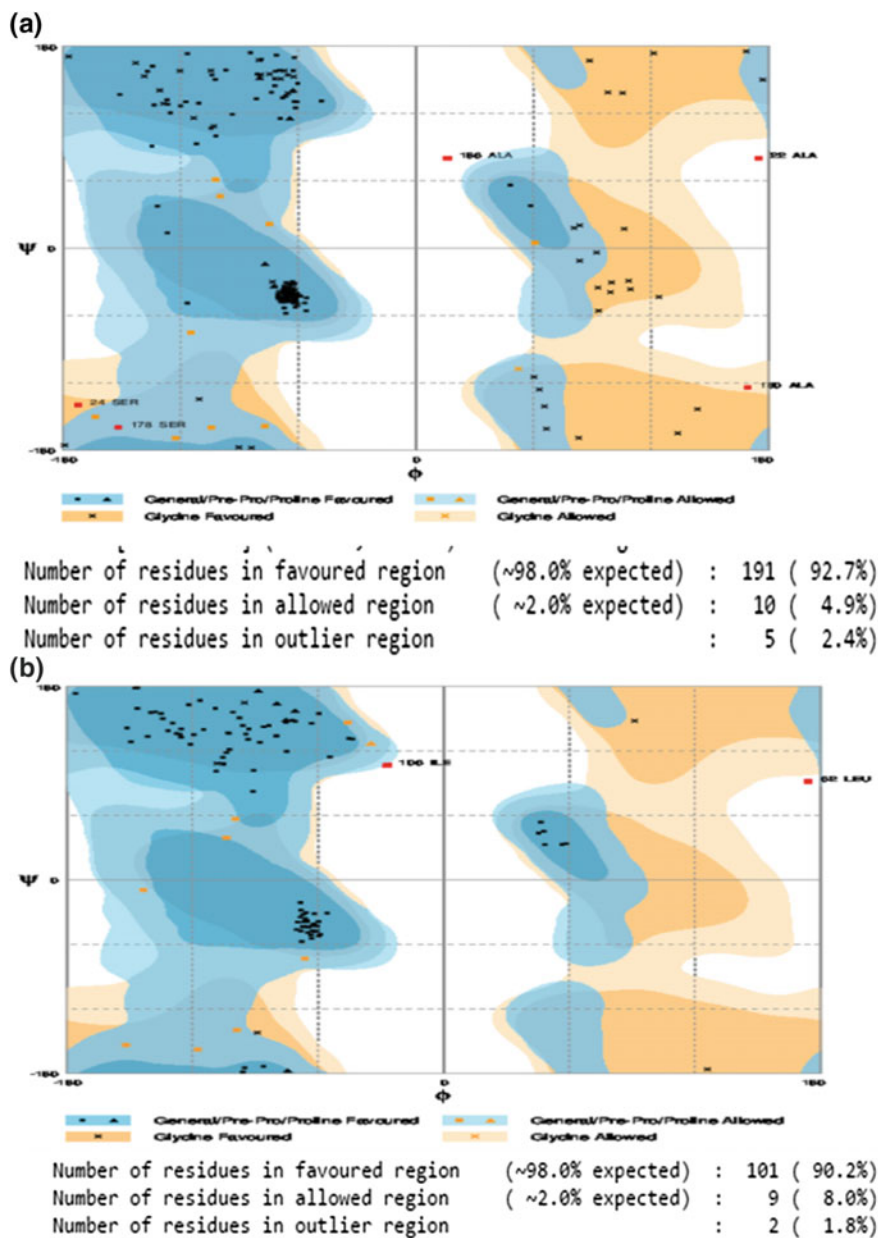 (a)
180
156 ALA
22 ALA
Ψ 0
24 SER
178 SER
ALA
-180
-180 0 180
Φ
General/Pre-Pro/Proline Favoured General/Pre-Pro/Proline Allowed
Glycine Favoured Glycine Allowed
Number of residues in favoured region (~98.0% expected) : 191 ( 92.7%)
Number of residues in allowed region ( ~2.0% expected) : 10 ( 4.9%)
Number of residues in outlier region : 5 ( 2.4%)
(b)
180
ILE
LEU
Ψ 0
-180
-180 0 180
Φ
General/Pre-Pro/Proline Favoured General/Pre-Pro/Proline Allowed
Glycine Favoured Glycine Allowed
Number of residues in favoured region (~98.0% expected) : 101 ( 90.2%)
Number of residues in allowed region ( ~2.0% expected) : 9 ( 8.0%)
Number of residues in outlier region : 2 ( 1.8%)